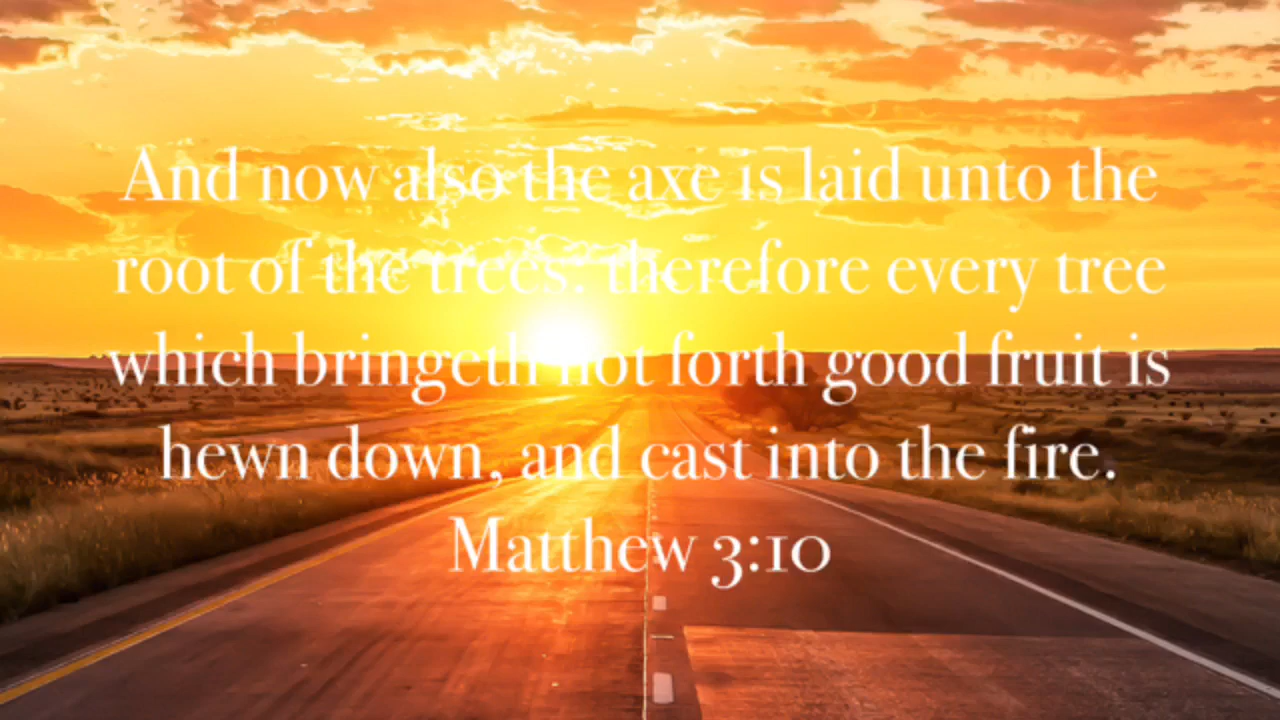 And now also the axe is laid unto the
root of the trees: therefore every tree
which bringeth not forth good fruit is
hewn down, and cast into the fire.
Matthew 3:10